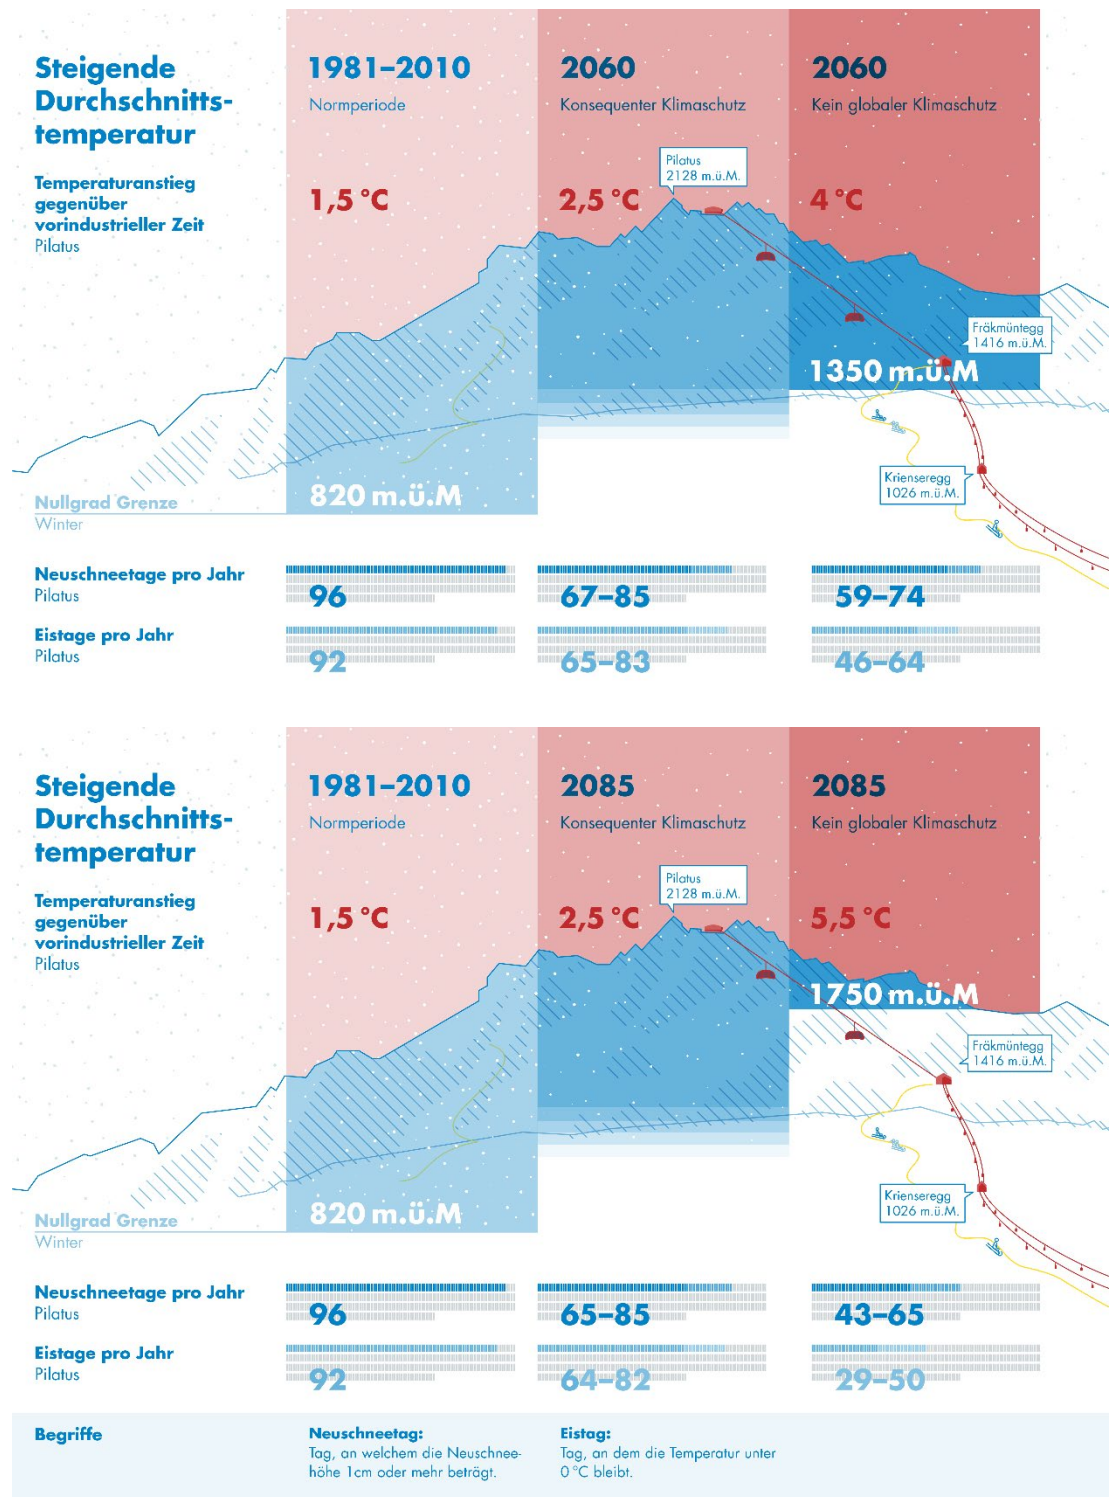 Steigende
Durchschnitts-
temperatur
Temperaturanstieg
gegenüber
vorindustrieller Zeit
Pilatus
1981–2010
Normperiode
1,5 °C
2060
Konsequenter Klimaschutz
2,5 °C
2060
Kein globaler Klimaschutz
4 °C
Pilatus
2128 m.ü.M.
Fräkmüntegg
1416 m.ü.M.
1350 m.ü.M
Krienseregg
1026 m.ü.M.
820 m.ü.M
Nullgrad Grenze
Winter
Neuschneetage pro Jahr
Pilatus
96
67–85
59–74
Eistage pro Jahr
Pilatus
92
65–83
46–64
Steigende
Durchschnitts-
temperatur
Temperaturanstieg
gegenüber
vorindustrieller Zeit
Pilatus
1981–2010
Normperiode
1,5 °C
2085
Konsequenter Klimaschutz
2,5 °C
2085
Kein globaler Klimaschutz
5,5 °C
Pilatus
2128 m.ü.M.
1750 m.ü.M
Fräkmüntegg
1416 m.ü.M.
Krienseregg
1026 m.ü.M.
820 m.ü.M
Nullgrad Grenze
Winter
Neuschneetage pro Jahr
Pilatus
96
65–85
43–65
Eistage pro Jahr
Pilatus
92
64–82
29–50
Begriffe
Neuschneetag:
Tag, an welchem die Neuschnee-
höhe 1cm oder mehr beträgt.
Eistag:
Tag, an dem die Temperatur unter
0 °C bleibt.